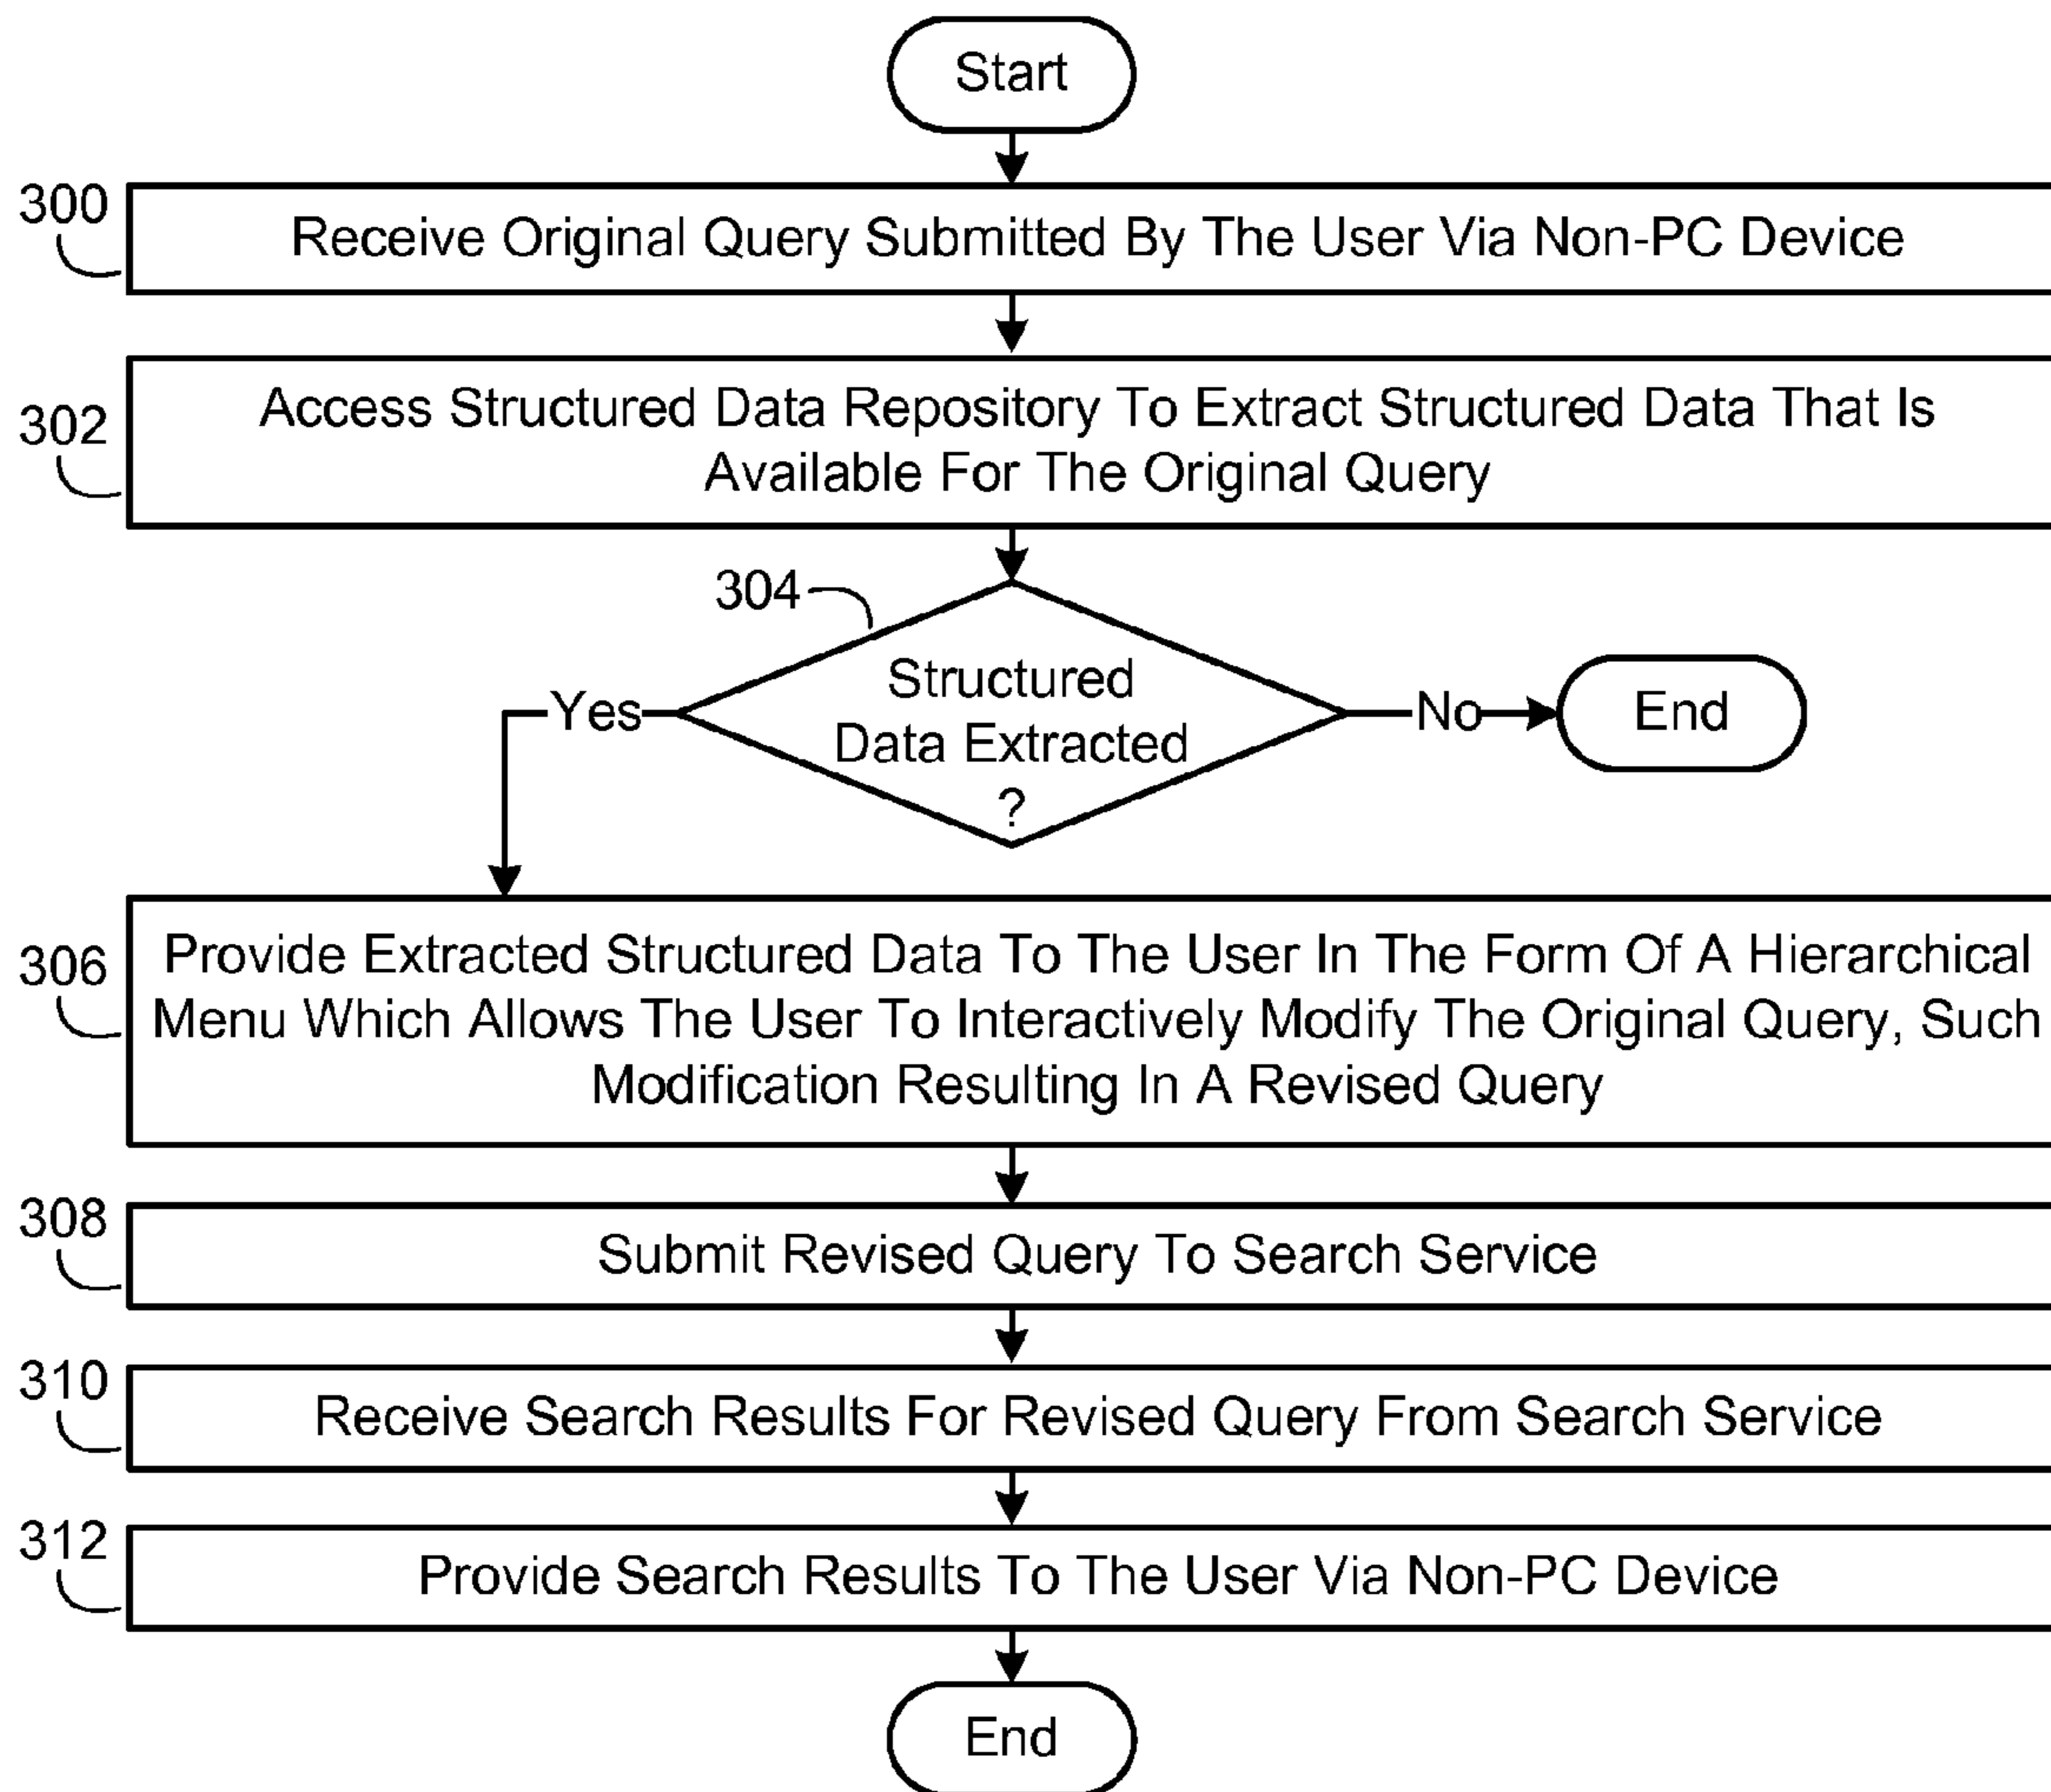 Start
300
Receive Original Query Submitted By The User Via Non-PC Device
302
Access Structured Data Repository To Extract Structured Data That Is
Available For The Original Query
304
Structured
Data Extracted
?
Yes
No
End
306
Provide Extracted Structured Data To The User In The Form Of A Hierarchical
Menu Which Allows The User To Interactively Modify The Original Query, Such
Modification Resulting In A Revised Query
308
Submit Revised Query To Search Service
310
Receive Search Results For Revised Query From Search Service
312
Provide Search Results To The User Via Non-PC Device
End